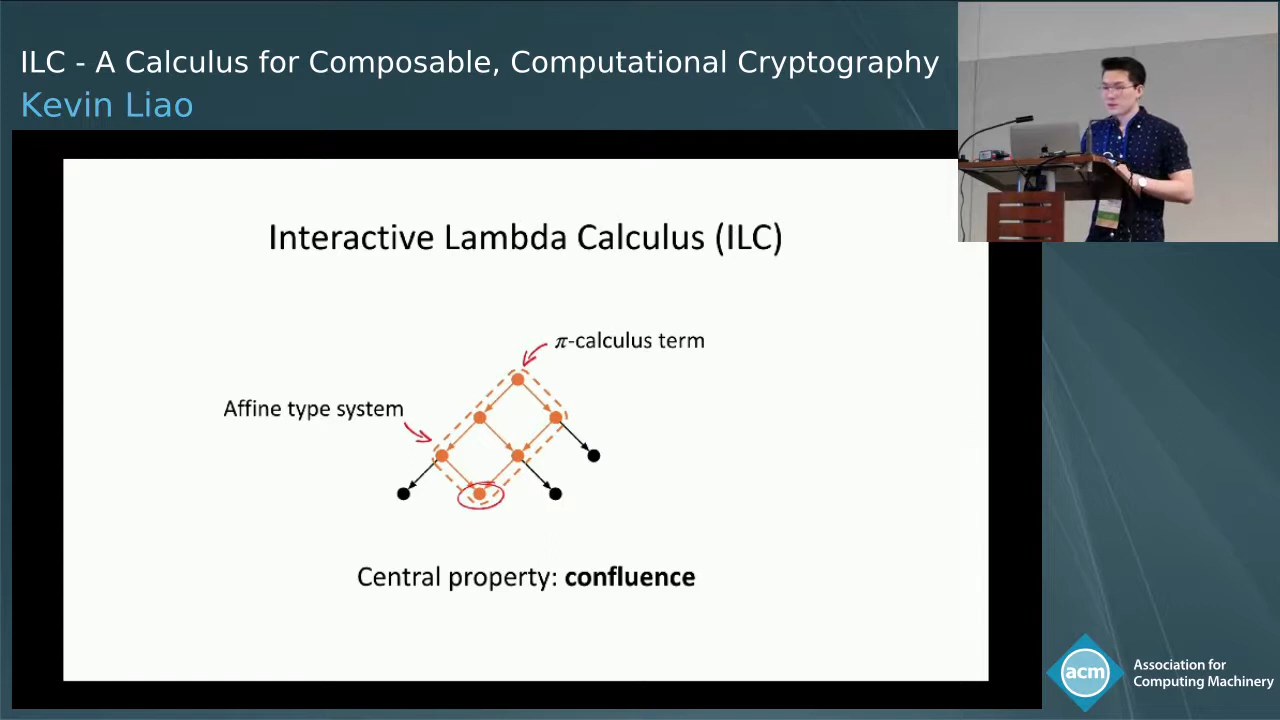 ILC - A Calculus for Composable, Computational Cryptography
Kevin Liao
Interactive Lambda Calculus (ILC)
π-calculus term
Affine type system
Central property: confluence
acm
Association for
Computing Machinery